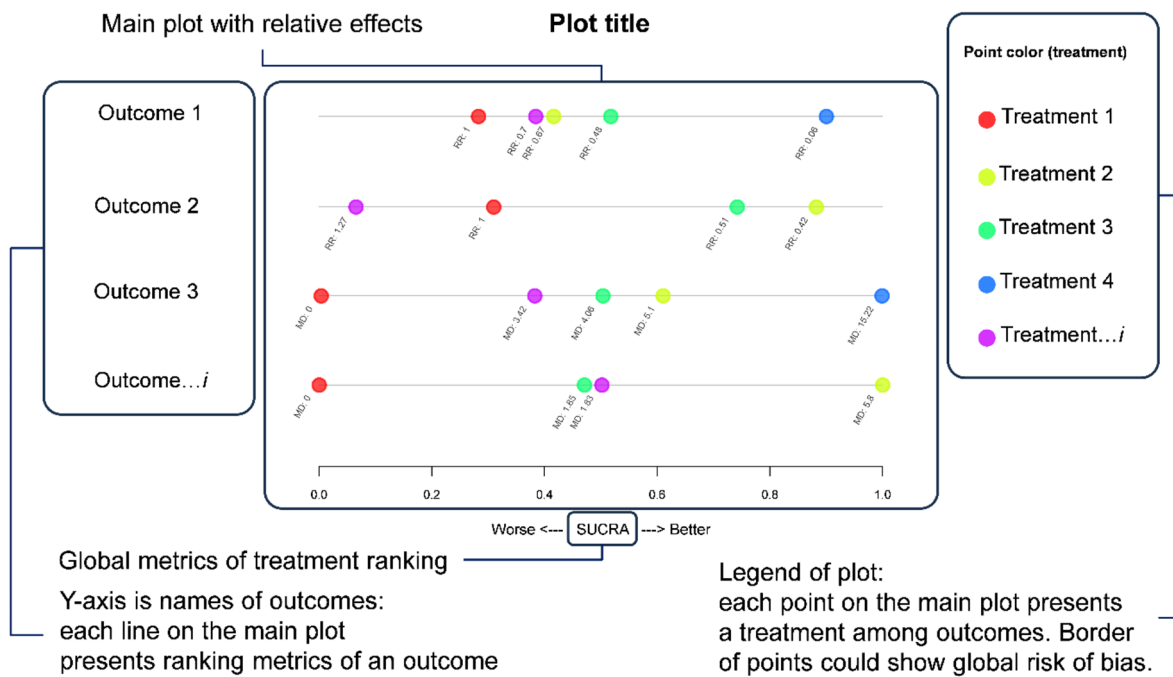 Main plot with relative effects
Plot title
Point color (treatment)
Treatment 1
Treatment 2
Treatment 3
Treatment 4
Treatment...i
Outcome 1
RR: 1
RR: 0.7
RR: 0.67
RR: 0.48
RR: 0.06
Outcome 2
RR: 1.27
RR: 1
RR: 0.51
RR: 0.42
Outcome 3
MD: 0
MD: 3.42
MD: 4.06
MD: 5.1
MD: 15.22
Outcome...i
MD: 0
MD: 1.65
MD: 1.83
MD: 5.8
0.0 0.2 0.4 0.6 0.8 1.0
Worse <--- SUCRA ---> Better
Global metrics of treatment ranking
Y-axis is names of outcomes:
each line on the main plot
presents ranking metrics of an outcome
Legend of plot:
each point on the main plot presents
a treatment among outcomes. Border
of points could show global risk of bias.